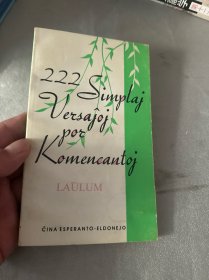 222 Simplaj
Versaĵoj
por
Komencantoj
LAŬLUM
ĈINA ESPERANTO-ELDONEJO